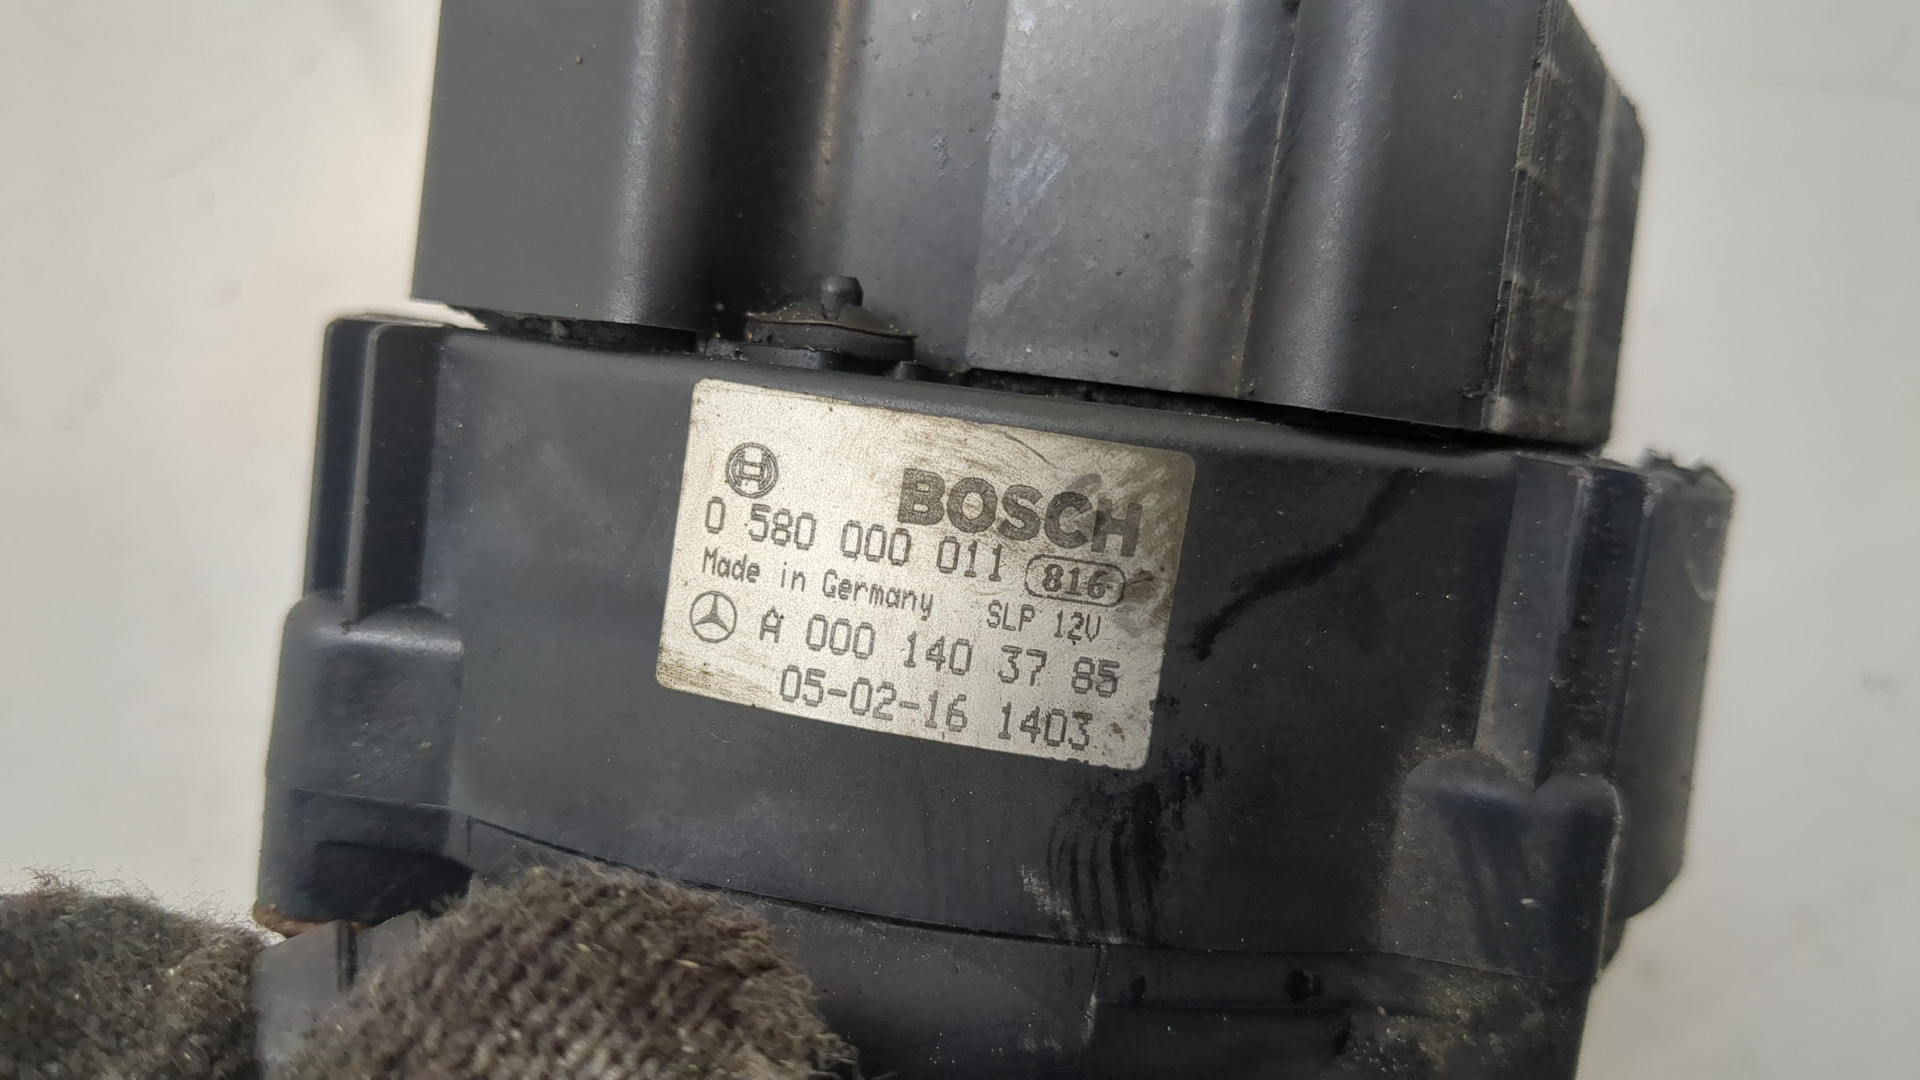 BOSCH
0 580 000 011 816
Made in Germany SLP 12V
A 000 140 37 85
05-02-16 1403